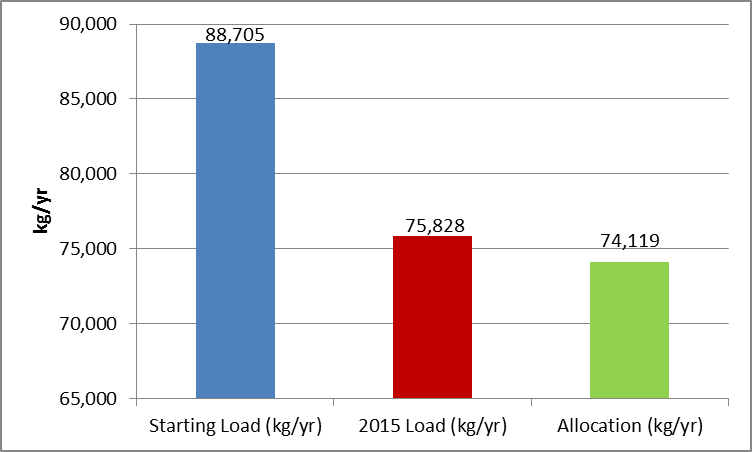 90,000
85,000
80,000
75,000
70,000
65,000
kg/yr
88,705
75,828
74,119
Starting Load (kg/yr)
2015 Load (kg/yr)
Allocation (kg/yr)